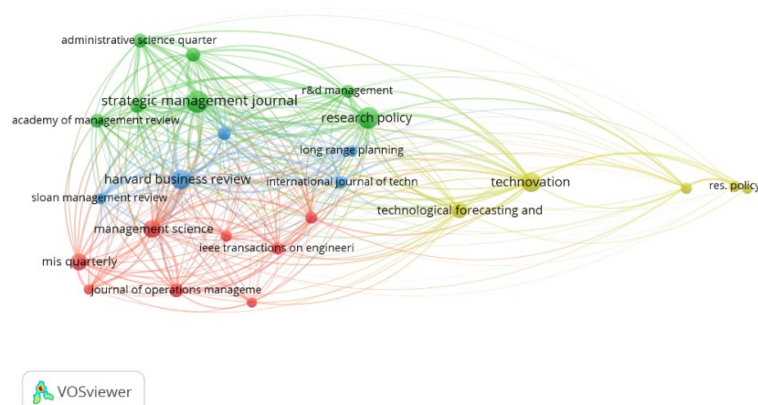 administrative science quarter
r&d management
strategic management journal
academy of management review
research policy
long range planning
harvard business review
international journal of techn
sloan management review
technovation
res. policy
technological forecasting and
management science
ieee transactions on engineeri
mis quarterly
journal of operations manageme
VOSviewer